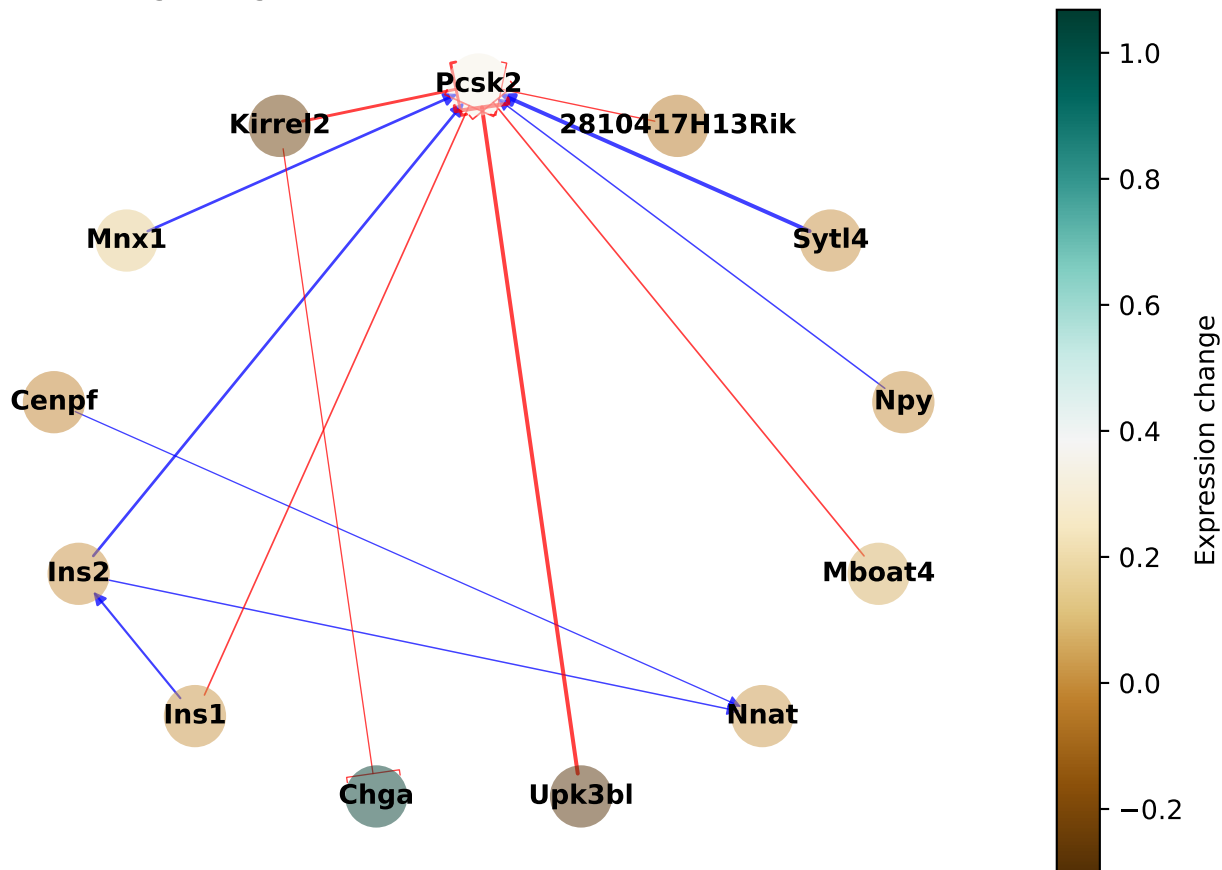 Pcsk2
Kirrel2
2810417H13Rik
Mnx1
Sytl4
Cenpf
Npy
Ins2
Mboat4
Ins1
Nnat
Chga
Upk3bl
1.0
0.8
0.6
0.4
0.2
0.0
−0.2
Expression change